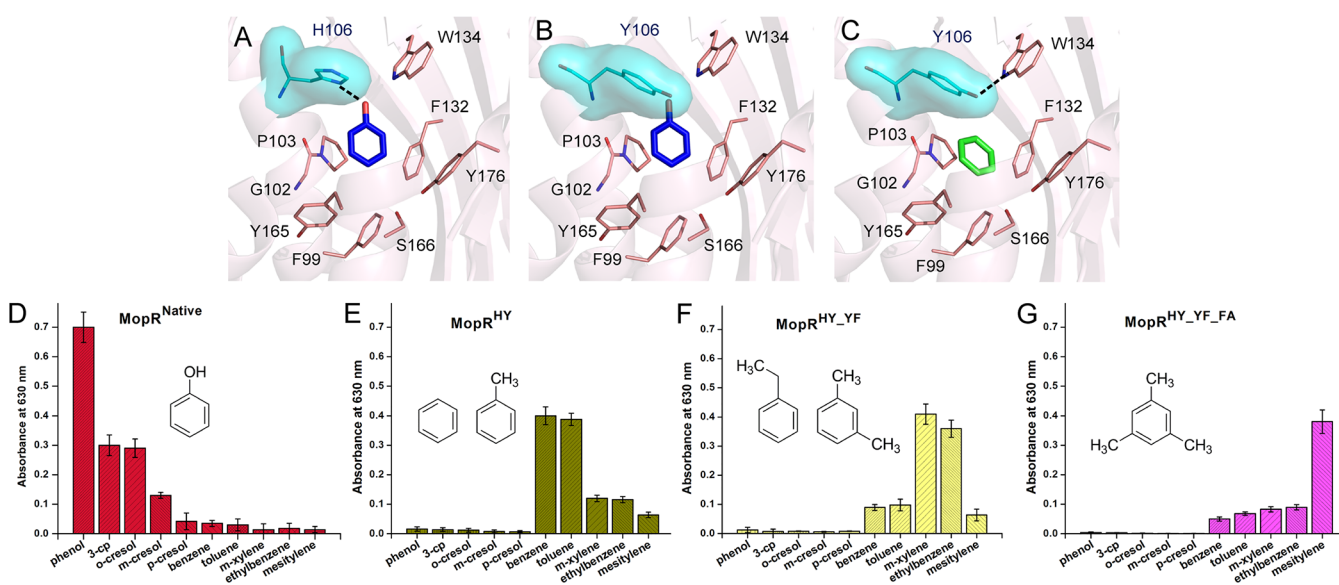 A
H106
W134
F132
P103
G102
Y176
Y165
S166
F99
B
Y106
W134
F132
P103
G102
Y176
Y165
S166
F99
C
Y106
W134
F132
P103
G102
Y176
Y165
S166
F99
D
MopR^Native
OH
Absorbance at 630 nm
0.7
0.6
0.5
0.4
0.3
0.2
0.1
0.0
phenol
3-cp
o-cresol
m-cresol
p-cresol
benzene
toluene
m-xylene
ethylbenzene
mesitylene
E
MopR^HY
CH3
Absorbance at 630 nm
0.7
0.6
0.5
0.4
0.3
0.2
0.1
0.0
phenol
3-cp
o-cresol
m-cresol
p-cresol
benzene
toluene
m-xylene
ethylbenzene
mesitylene
F
MopR^HY_YF
H3C
CH3
CH3
Absorbance at 630 nm
0.7
0.6
0.5
0.4
0.3
0.2
0.1
0.0
phenol
3-cp
o-cresol
m-cresol
p-cresol
benzene
toluene
m-xylene
ethylbenzene
mesitylene
G
MopR^HY_YF_FA
CH3
H3C
CH3
Absorbance at 630 nm
0.7
0.6
0.5
0.4
0.3
0.2
0.1
0.0
phenol
3-cp
o-cresol
m-cresol
p-cresol
benzene
toluene
m-xylene
ethylbenzene
mesitylene